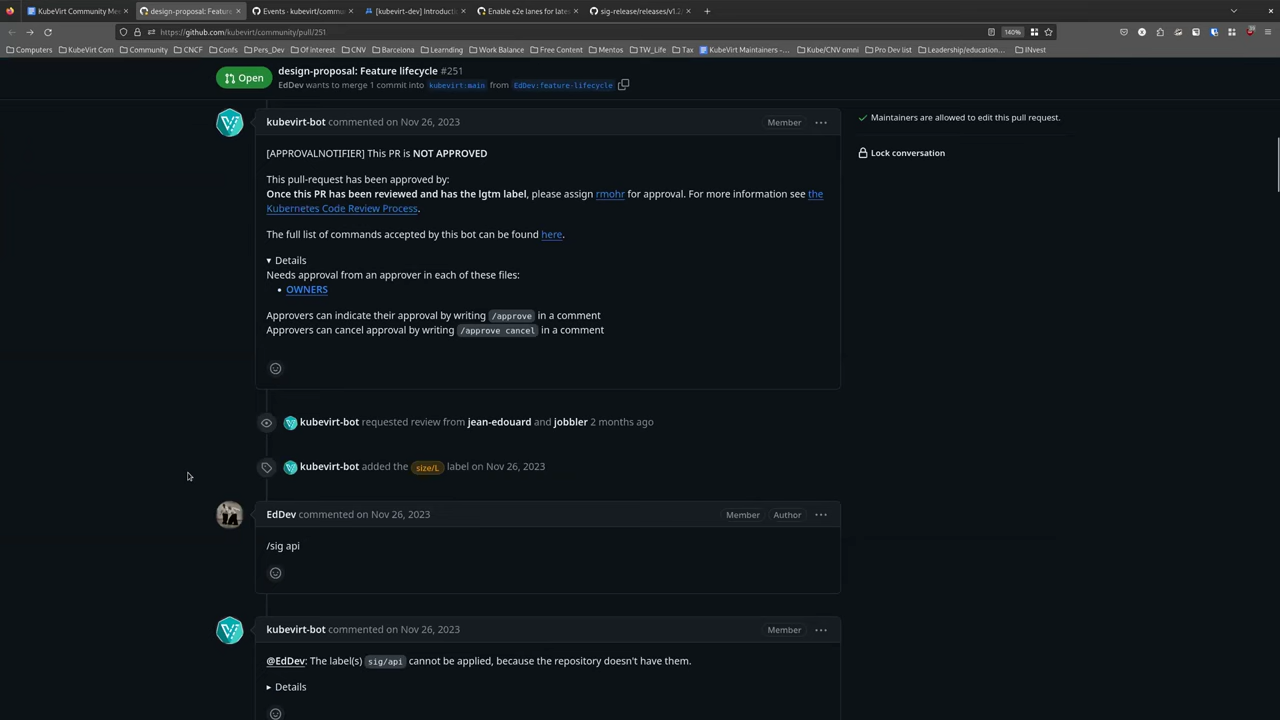 KubeVirt Community Me
design-proposal: Featur
Events · kubevirt/commu
[kubevirt-dev] Introducti
Enable e2e lanes for late
sig-release/releases/v1.2
https://github.com/kubevirt/community/pull/251
140%
Computers
KubeVirt Com
Community
CNCF
Confs
Pers_Dev
Of Interest
CNV
Barcelona
Learnding
Work Balance
Free Content
Mentos
TW_Life
Tax
KubeVirt Maintainers -…
Kube/CNV omni
Pro Dev list
Leadership/education…
INvest
Open
design-proposal: Feature lifecycle #251
EdDev wants to merge 1 commit into kubevirt:main from EdDev:feature-lifecycle
kubevirt-bot commented on Nov 26, 2023
Member
Maintainers are allowed to edit this pull request.
Lock conversation
[APPROVALNOTIFIER] This PR is NOT APPROVED
This pull-request has been approved by:
Once this PR has been reviewed and has the lgtm label, please assign rmohr for approval. For more information see the
Kubernetes Code Review Process.
The full list of commands accepted by this bot can be found here.
▾ Details
Needs approval from an approver in each of these files:
• OWNERS
Approvers can indicate their approval by writing /approve in a comment
Approvers can cancel approval by writing /approve cancel in a comment
kubevirt-bot requested review from jean-edouard and jobbler 2 months ago
kubevirt-bot added the size/L label on Nov 26, 2023
EdDev commented on Nov 26, 2023
Member
Author
/sig api
kubevirt-bot commented on Nov 26, 2023
Member
@EdDev: The label(s) sig/api cannot be applied, because the repository doesn't have them.
▸ Details